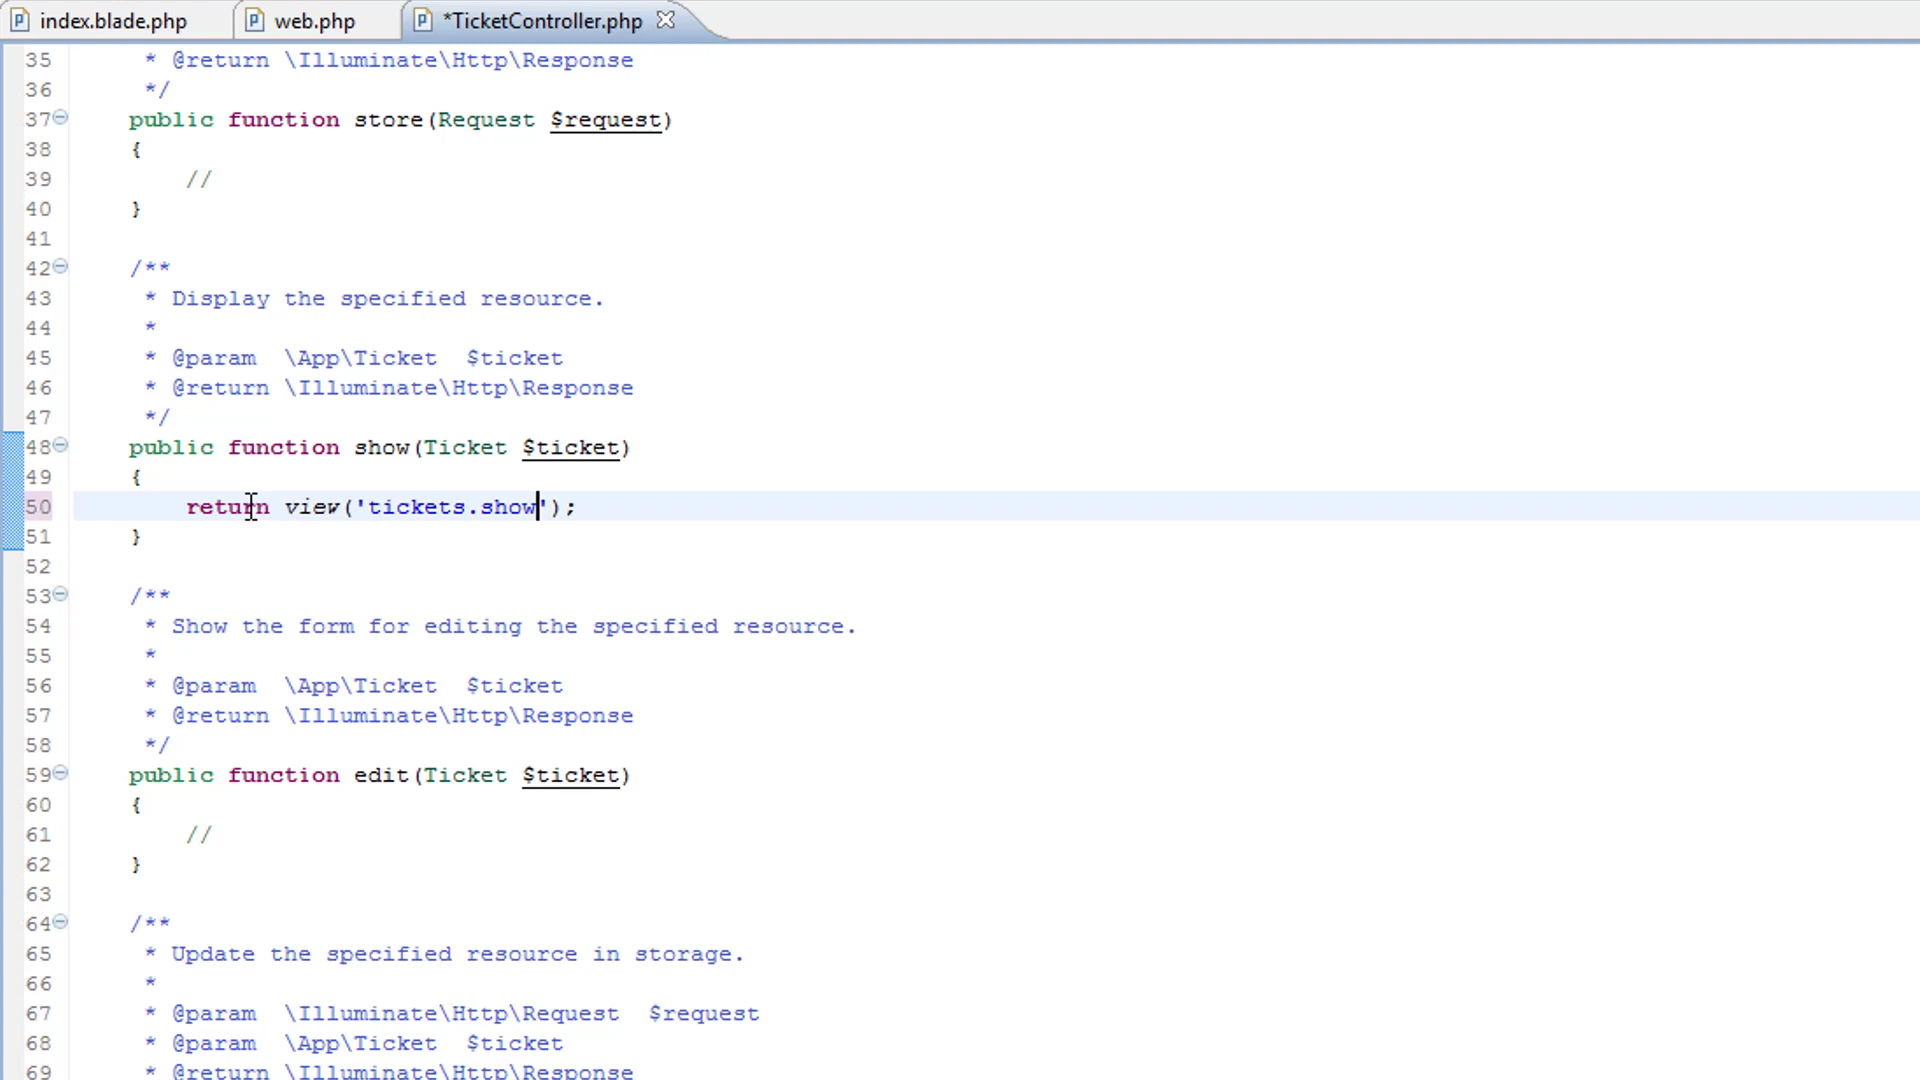 index.blade.php web.php *TicketController.php
35 * @return \Illuminate\Http\Response
36 */
37 public function store(Request $request)
38 {
39 //
40 }
41
42 /**
43 * Display the specified resource.
44 *
45 * @param  \App\Ticket  $ticket
46 * @return \Illuminate\Http\Response
47 */
48 public function show(Ticket $ticket)
49 {
50 return view('tickets.show');
51 }
52
53 /**
54 * Show the form for editing the specified resource.
55 *
56 * @param  \App\Ticket  $ticket
57 * @return \Illuminate\Http\Response
58 */
59 public function edit(Ticket $ticket)
60 {
61 //
62 }
63
64 /**
65 * Update the specified resource in storage.
66 *
67 * @param  \Illuminate\Http\Request  $request
68 * @param  \App\Ticket  $ticket
69 * @return \Illuminate\Http\Response